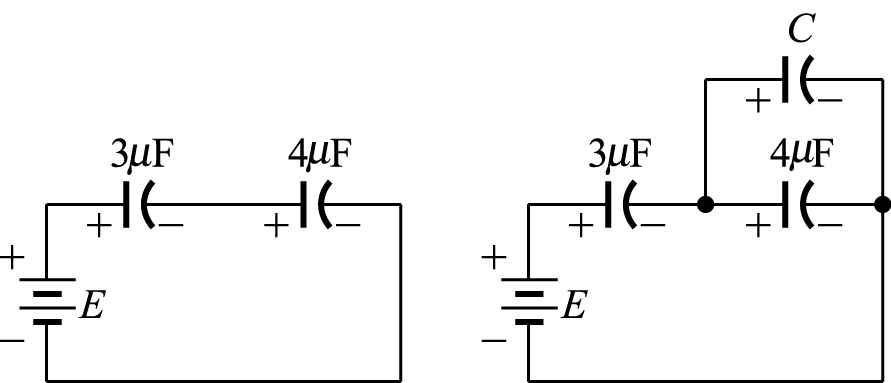 C
3μF 4μF 3μF 4μF
+ −
+ − + − + − + −
+ +
E E
− −